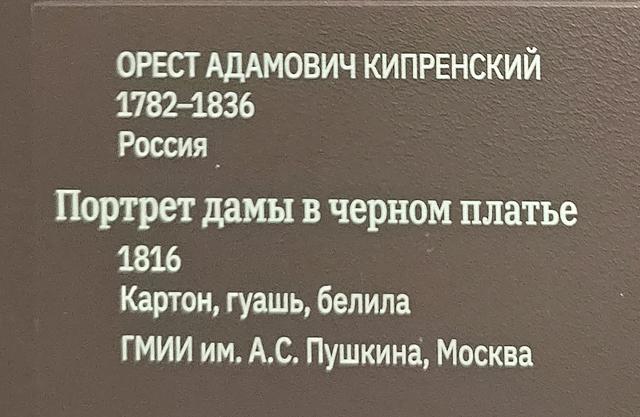 ОРЕСТ АДАМОВИЧ КИПРЕНСКИЙ
1782–1836
Россия
Портрет дамы в черном платье
1816
Картон, гуашь, белила
ГМИИ им. А.С. Пушкина, Москва